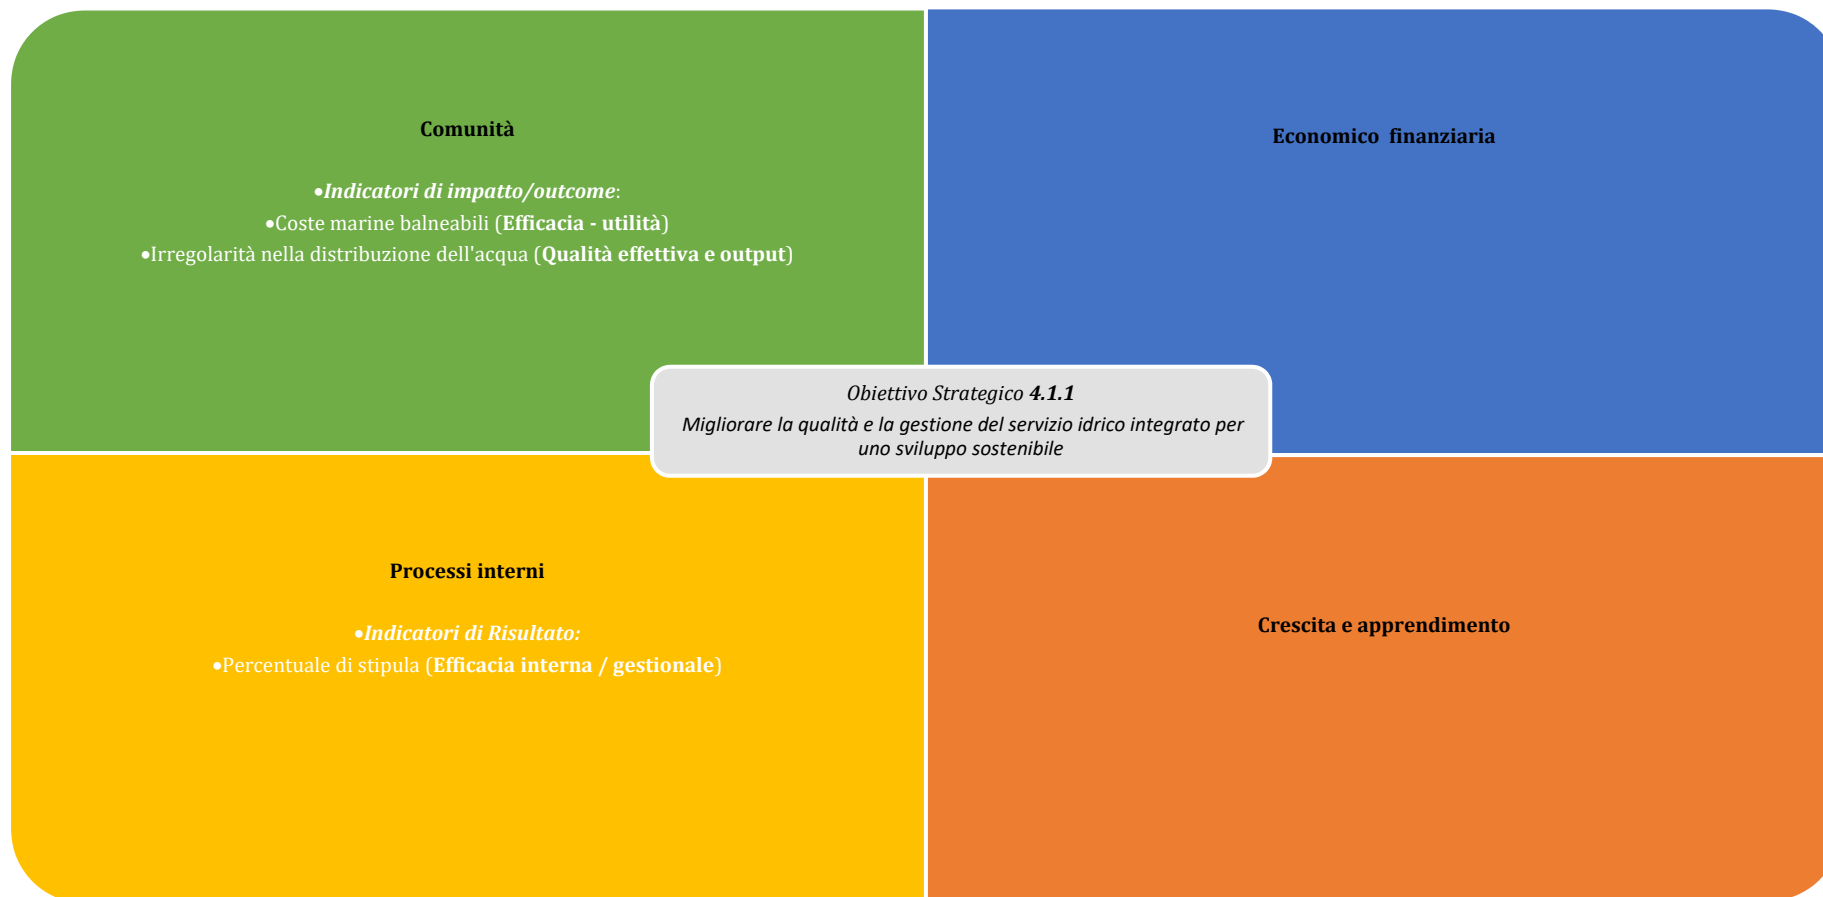 Comunità
•Indicatori di impatto/outcome:
•Coste marine balneabili (Efficacia - utilità)
•Irregolarità nella distribuzione dell'acqua (Qualità effettiva e output)
Economico  finanziaria
Obiettivo Strategico 4.1.1
Migliorare la qualità e la gestione del servizio idrico integrato per
uno sviluppo sostenibile
Processi interni
•Indicatori di Risultato:
•Percentuale di stipula (Efficacia interna / gestionale)
Crescita e apprendimento